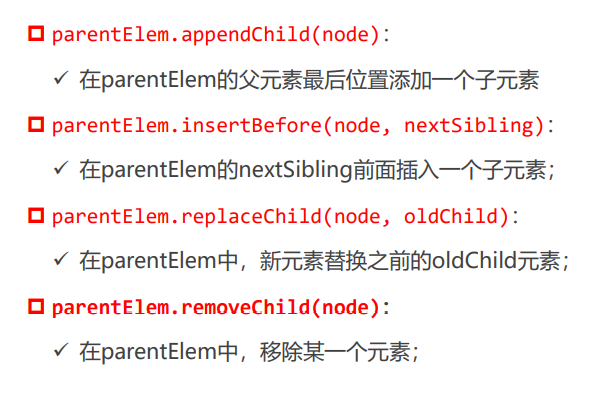 parentElem.appendChild(node)：
在parentElem的父元素最后位置添加一个子元素
parentElem.insertBefore(node, nextSibling)：
在parentElem的nextSibling前面插入一个子元素；
parentElem.replaceChild(node, oldChild)：
在parentElem中，新元素替换之前的oldChild元素；
parentElem.removeChild(node)：
在parentElem中，移除某一个元素；